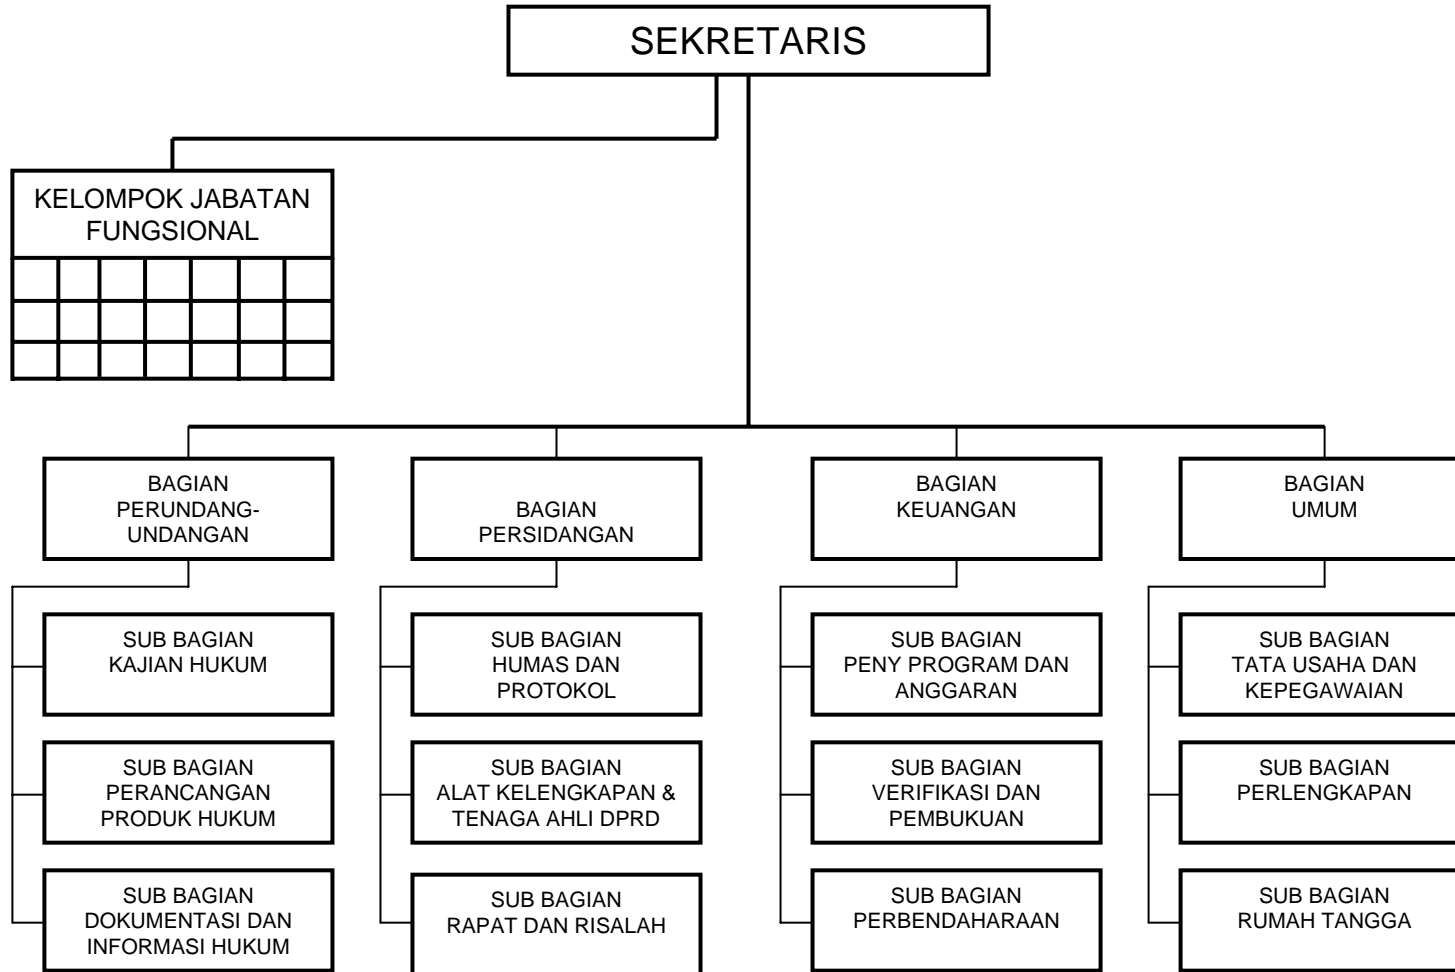 SEKRETARIS
KELOMPOK JABATAN
FUNGSIONAL
BAGIAN
PERUNDANG-
UNDANGAN
BAGIAN
PERSIDANGAN
BAGIAN
KEUANGAN
BAGIAN
UMUM
SUB BAGIAN
KAJIAN HUKUM
SUB BAGIAN
HUMAS DAN
PROTOKOL
SUB BAGIAN
PENY PROGRAM DAN
ANGGARAN
SUB BAGIAN
TATA USAHA DAN
KEPEGAWAIAN
SUB BAGIAN
PERANCANGAN
PRODUK HUKUM
SUB BAGIAN
ALAT KELENGKAPAN &
TENAGA AHLI DPRD
SUB BAGIAN
VERIFIKASI DAN
PEMBUKUAN
SUB BAGIAN
PERLENGKAPAN
SUB BAGIAN
DOKUMENTASI DAN
INFORMASI HUKUM
SUB BAGIAN
RAPAT DAN RISALAH
SUB BAGIAN
PERBENDAHARAAN
SUB BAGIAN
RUMAH TANGGA